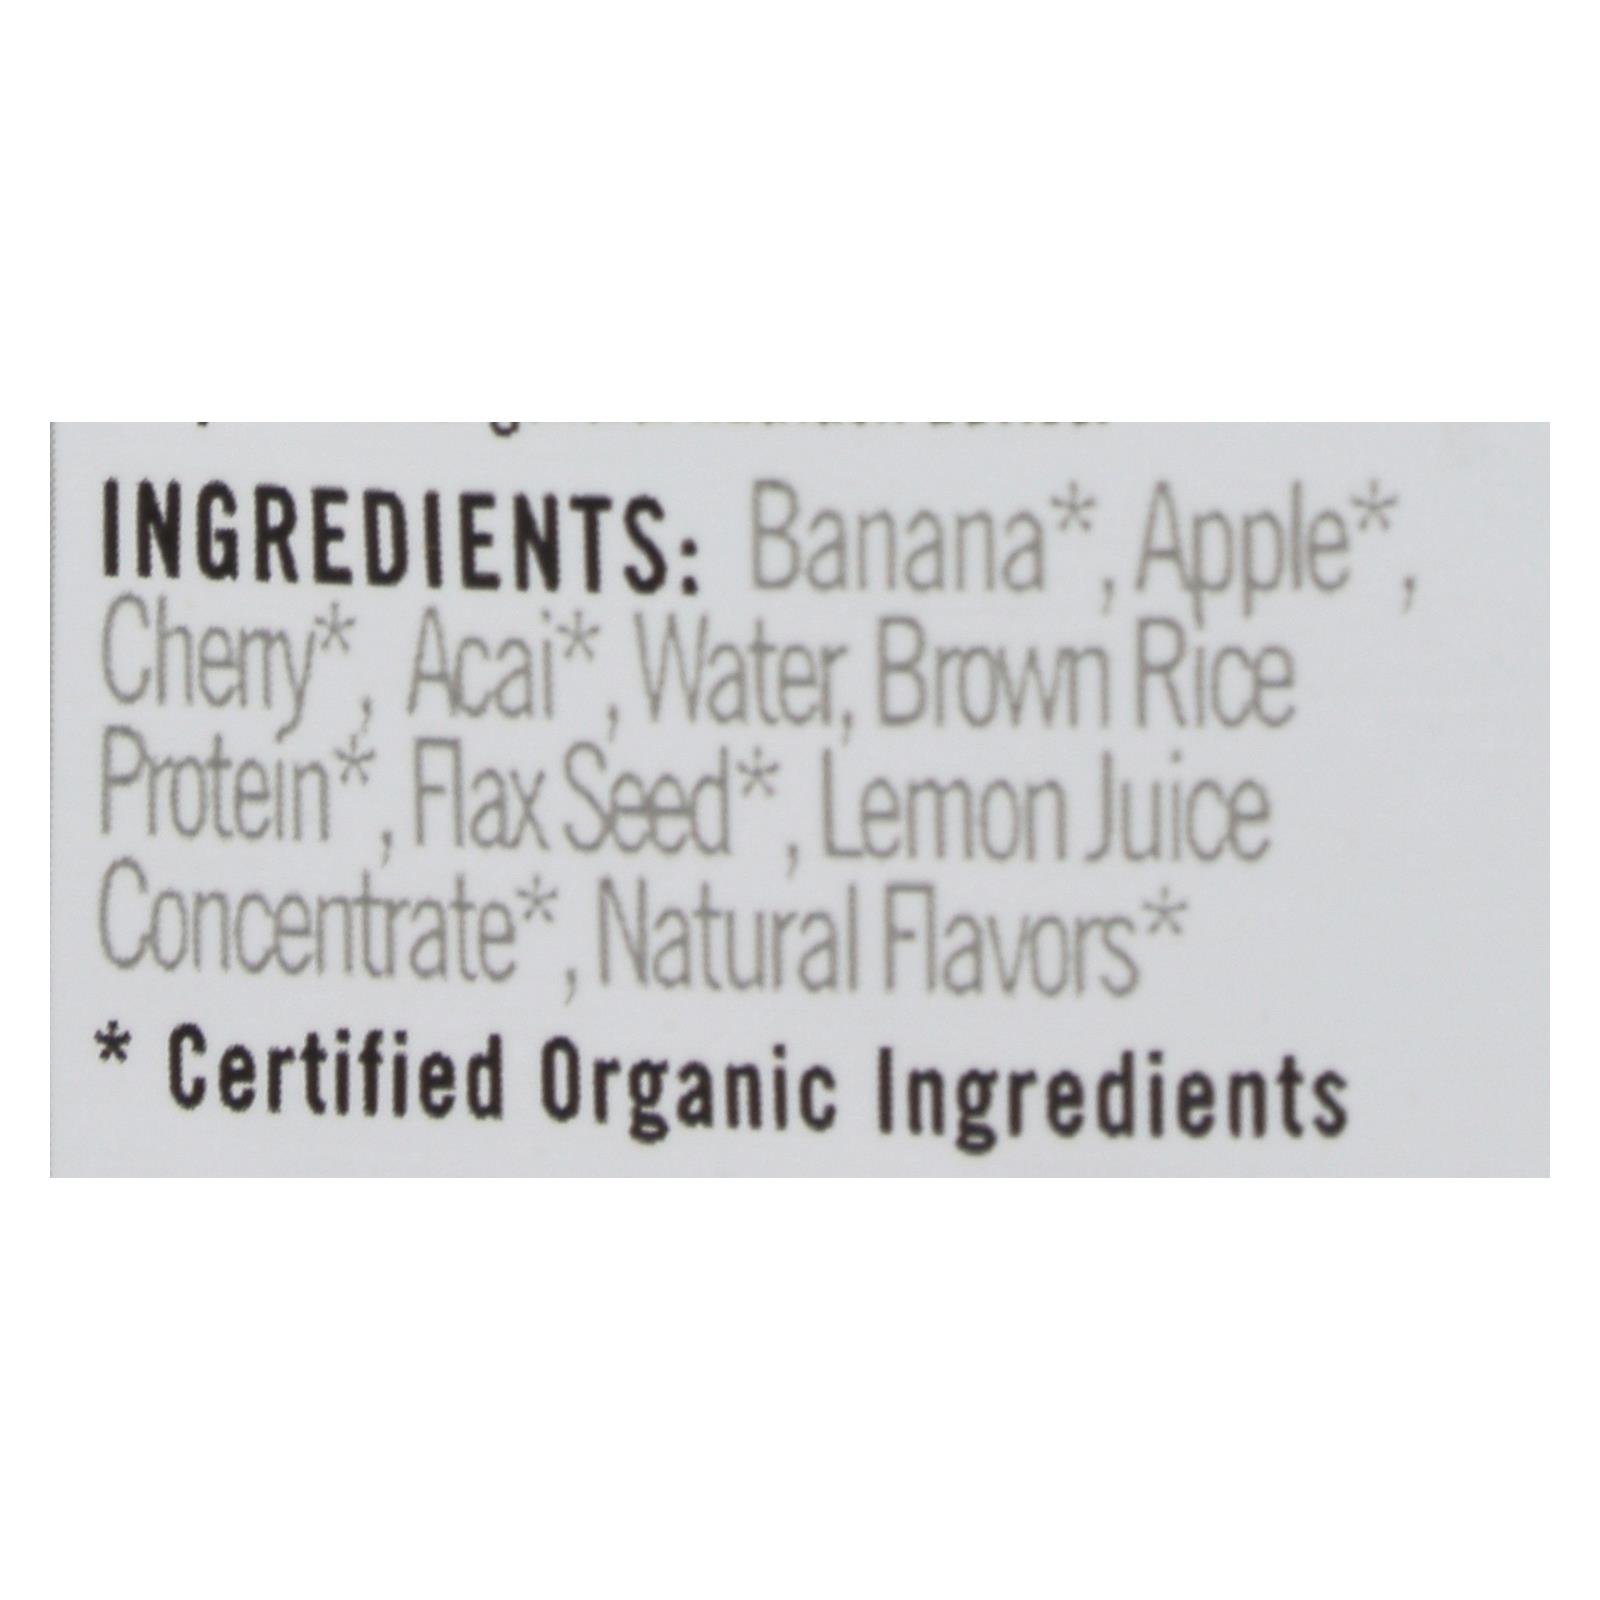 INGREDIENTS: Banana*, Apple*,
Cherry*, Acai*, Water, Brown Rice
Protein*, Flax Seed*, Lemon Juice
Concentrate*, Natural Flavors*
* Certified Organic Ingredients